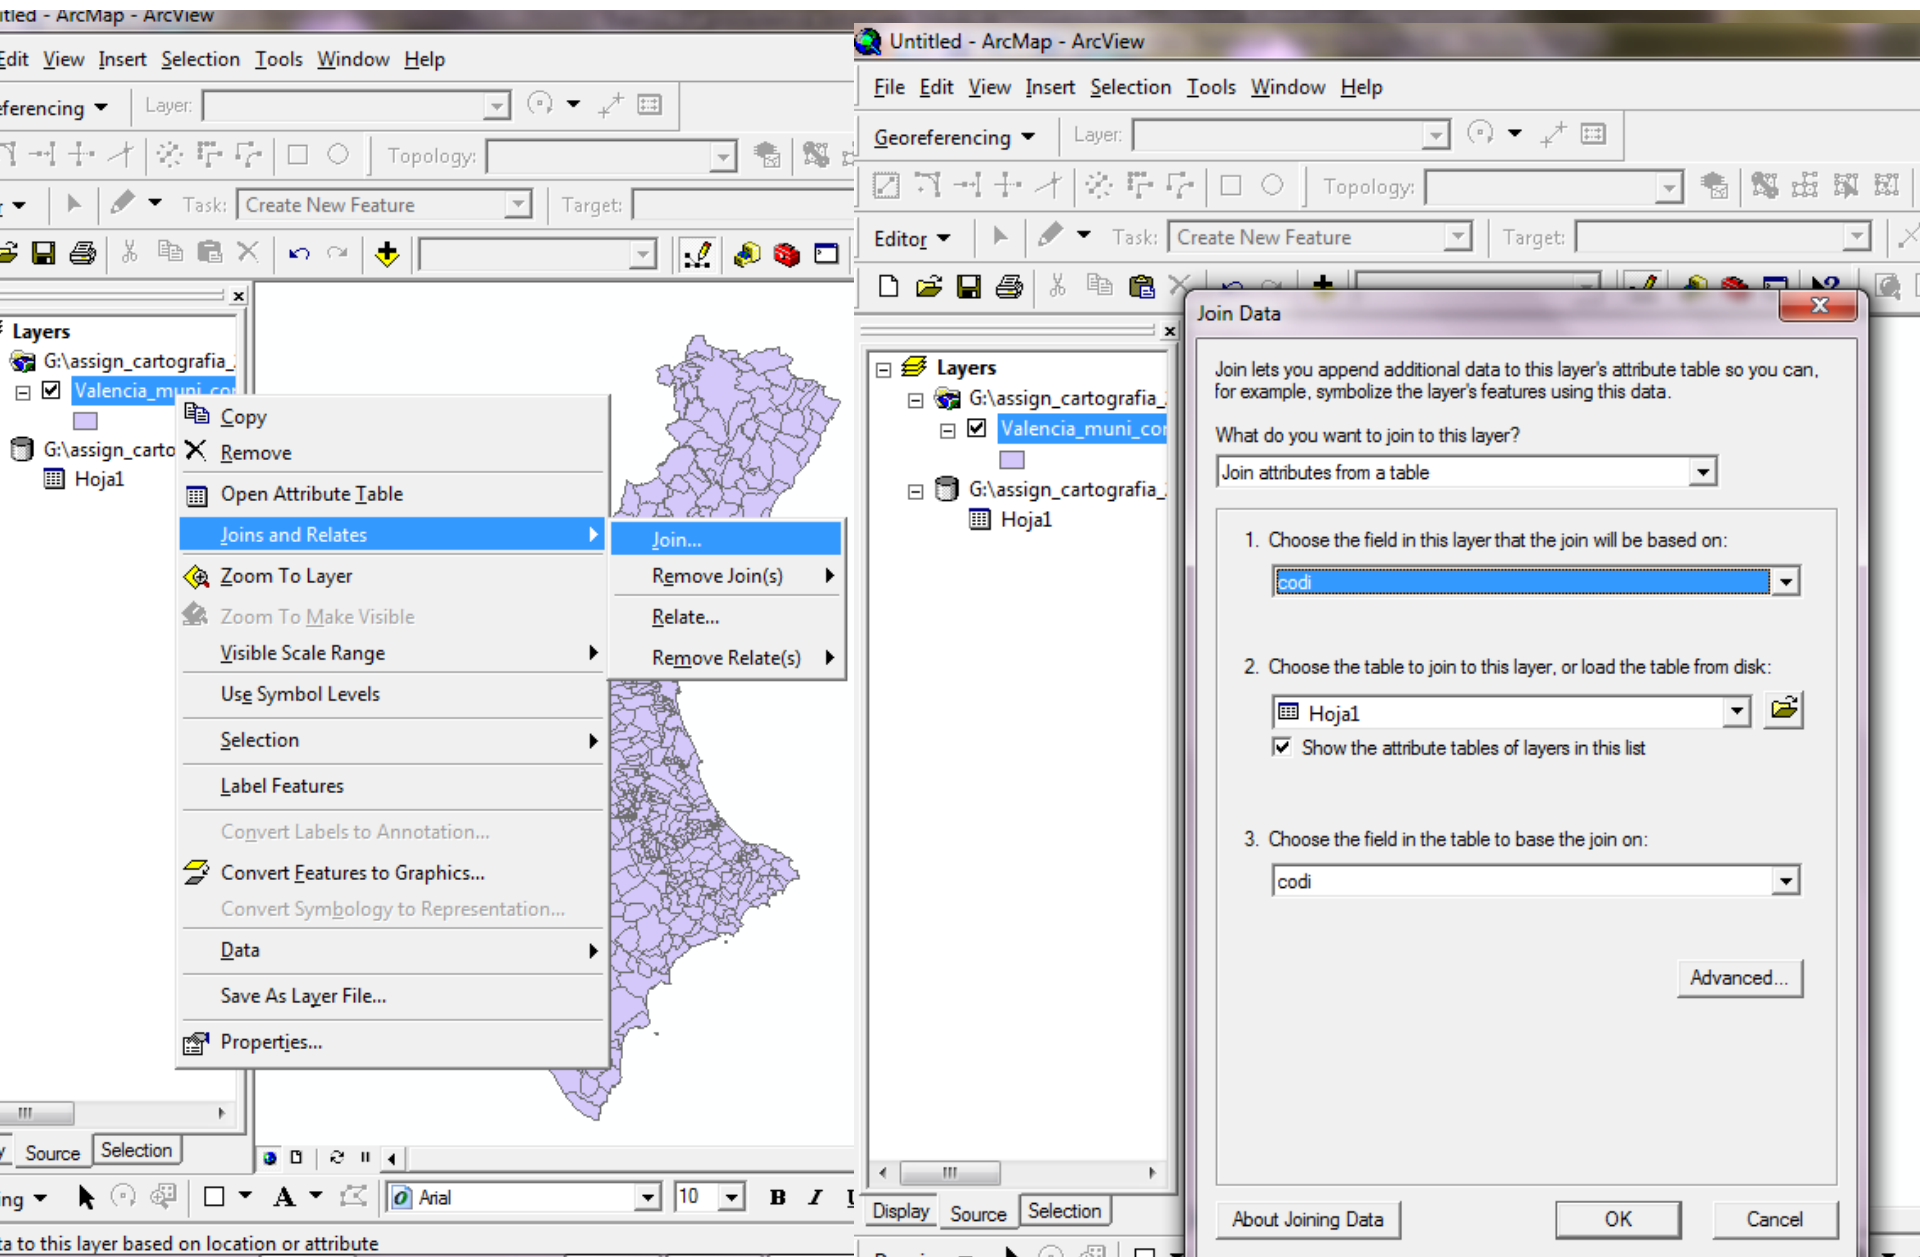 ntitled - ArcMap - ArcView
Edit View Insert Selection Tools Window Help
eferencing Layer:
Topology:
Task: Create New Feature Target:
Layers
G:\assign_cartografia_
Valencia_muni_cor
G:\assign_carto
Hoja1
Copy
Remove
Open Attribute Table
Joins and Relates
Zoom To Layer
Zoom To Make Visible
Visible Scale Range
Use Symbol Levels
Selection
Label Features
Convert Labels to Annotation...
Convert Features to Graphics...
Convert Symbology to Representation...
Data
Save As Layer File...
Properties...
Join...
Remove Join(s)
Relate...
Remove Relate(s)
Source Selection
ing A Arial 10 B I U
ta to this layer based on location or attribute
Untitled - ArcMap - ArcView
File Edit View Insert Selection Tools Window Help
Georeferencing Layer:
Topology:
Editor Task: Create New Feature Target:
Layers
G:\assign_cartografia_
Valencia_muni_cor
G:\assign_cartografia_
Hoja1
Display Source Selection
Join Data
Join lets you append additional data to this layer's attribute table so you can,
for example, symbolize the layer's features using this data.
What do you want to join to this layer?
Join attributes from a table
1. Choose the field in this layer that the join will be based on:
codi
2. Choose the table to join to this layer, or load the table from disk:
Hoja1
Show the attribute tables of layers in this list
3. Choose the field in the table to base the join on:
codi
Advanced...
About Joining Data OK Cancel